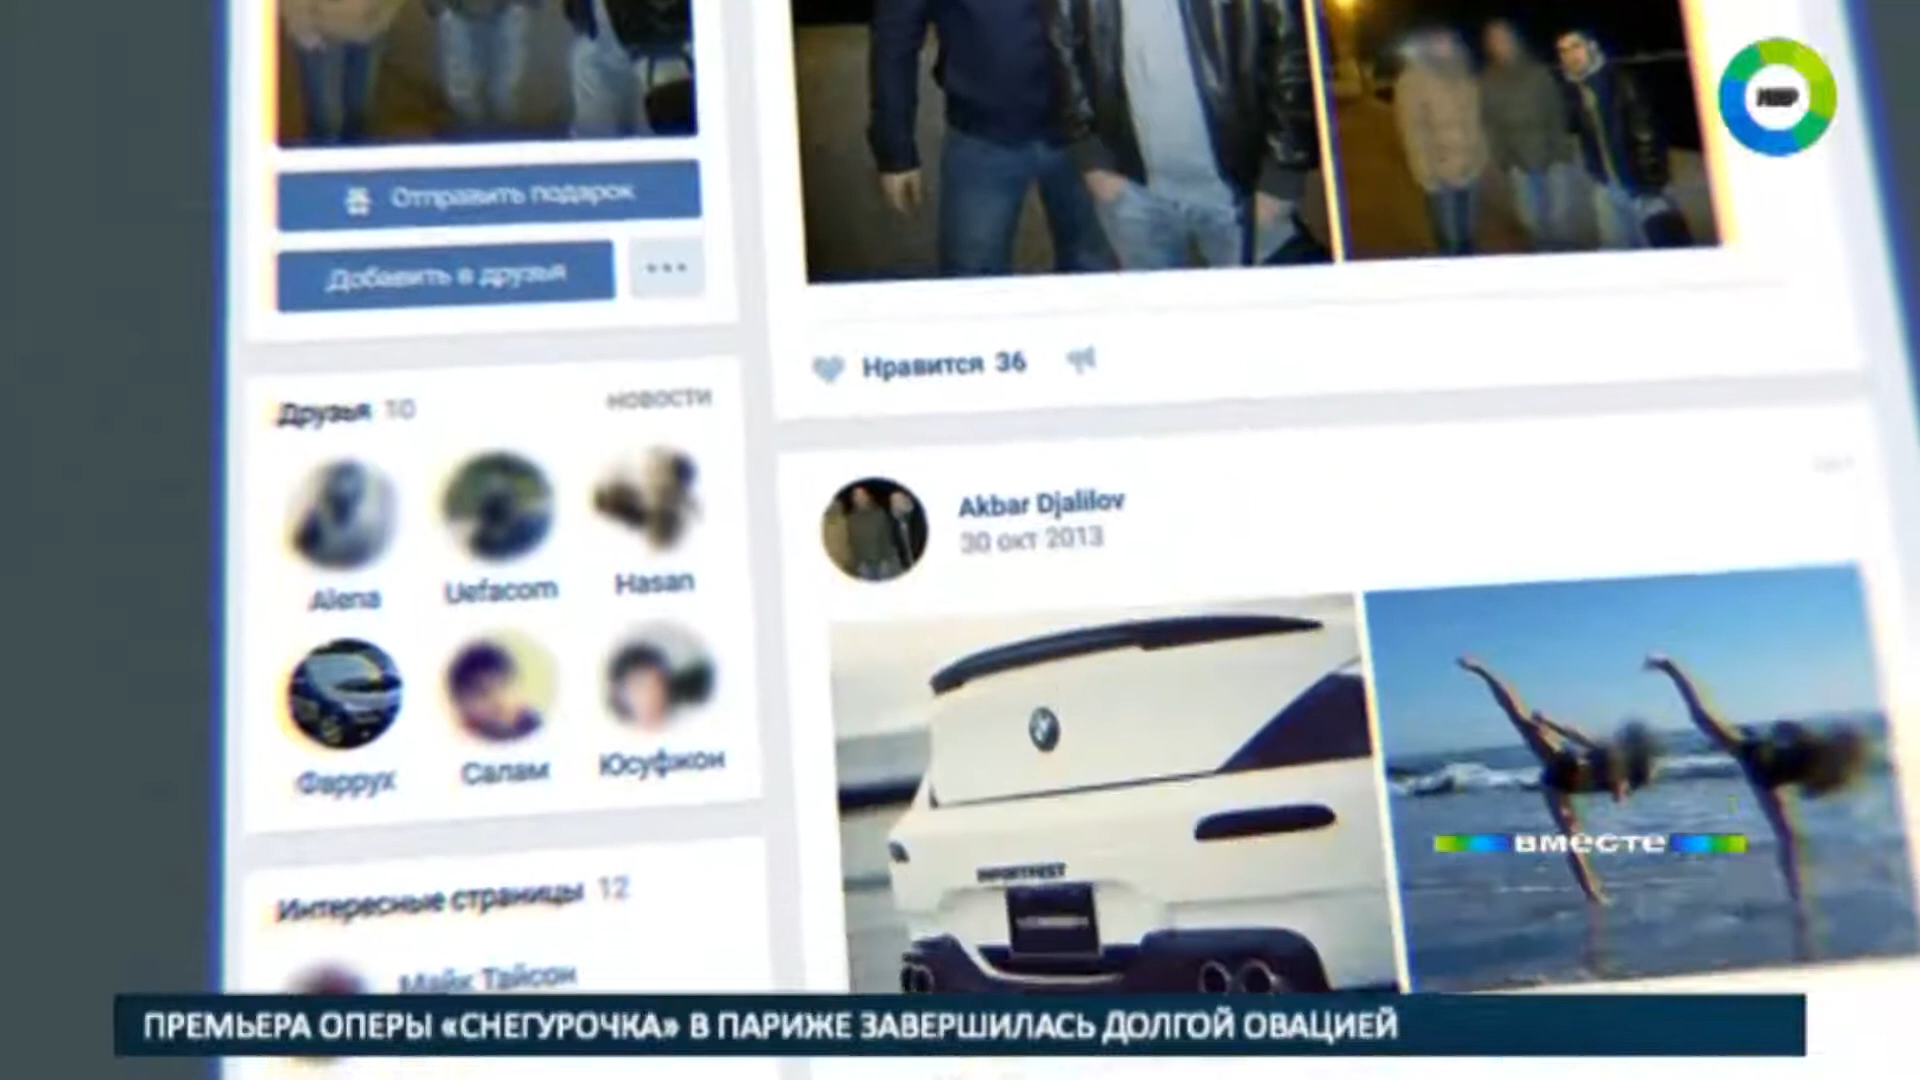 МИР
Отправить подарок
Добавить в друзья
Нравится 36
Друзья 10
новости
Akbar Djalilov
30 окт 2013
Alena
Uefacom
Hasan
Фаррух
Салам
Юсуфжон
вместе
Интересные страницы 12
Майк Тайсон
ПРЕМЬЕРА ОПЕРЫ «СНЕГУРОЧКА» В ПАРИЖЕ ЗАВЕРШИЛАСЬ ДОЛГОЙ ОВАЦИЕЙ